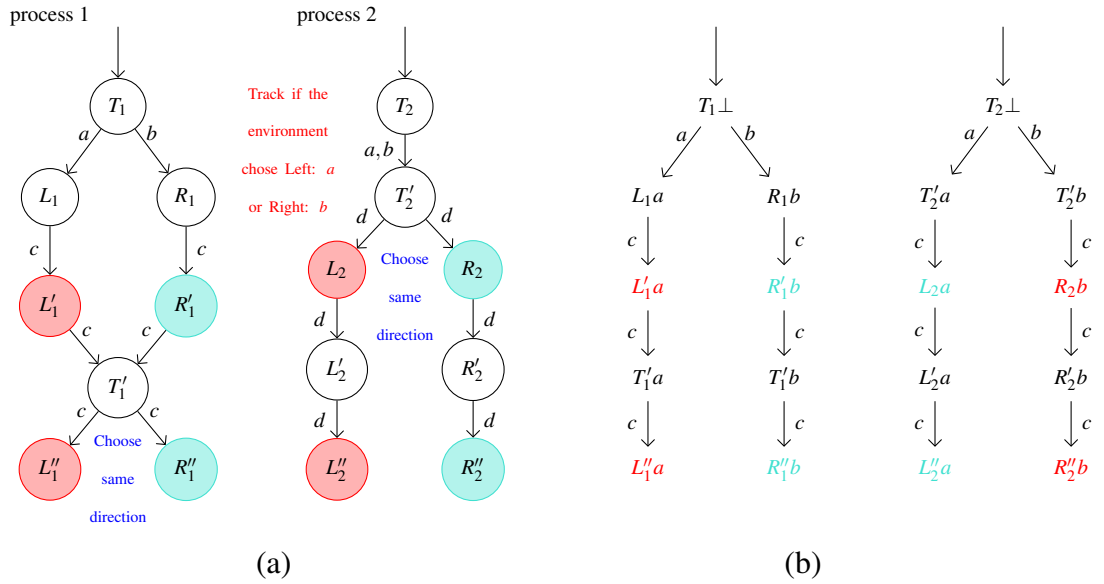 process 1
process 2
T₁
a b
L₁ R₁
c c
L′₁ R′₁
c c
T′₁
c c
L″₁ R″₁
Choose
same
direction
Track if the
environment
chose Left: a
or Right: b
T₂
a,b
T′₂
d d
L₂ R₂
Choose
same
direction
d d
L′₂ R′₂
d d
L″₂ R″₂
(a)
T₁⊥
a b
L₁a R₁b
c c
L′₁a R′₁b
c c
T′₁a T′₁b
c c
L″₁a R″₁b
T₂⊥
a b
T′₂a T′₂b
c c
L₂a R₂b
c c
L′₂a R′₂b
c c
L″₂a R″₂b
(b)